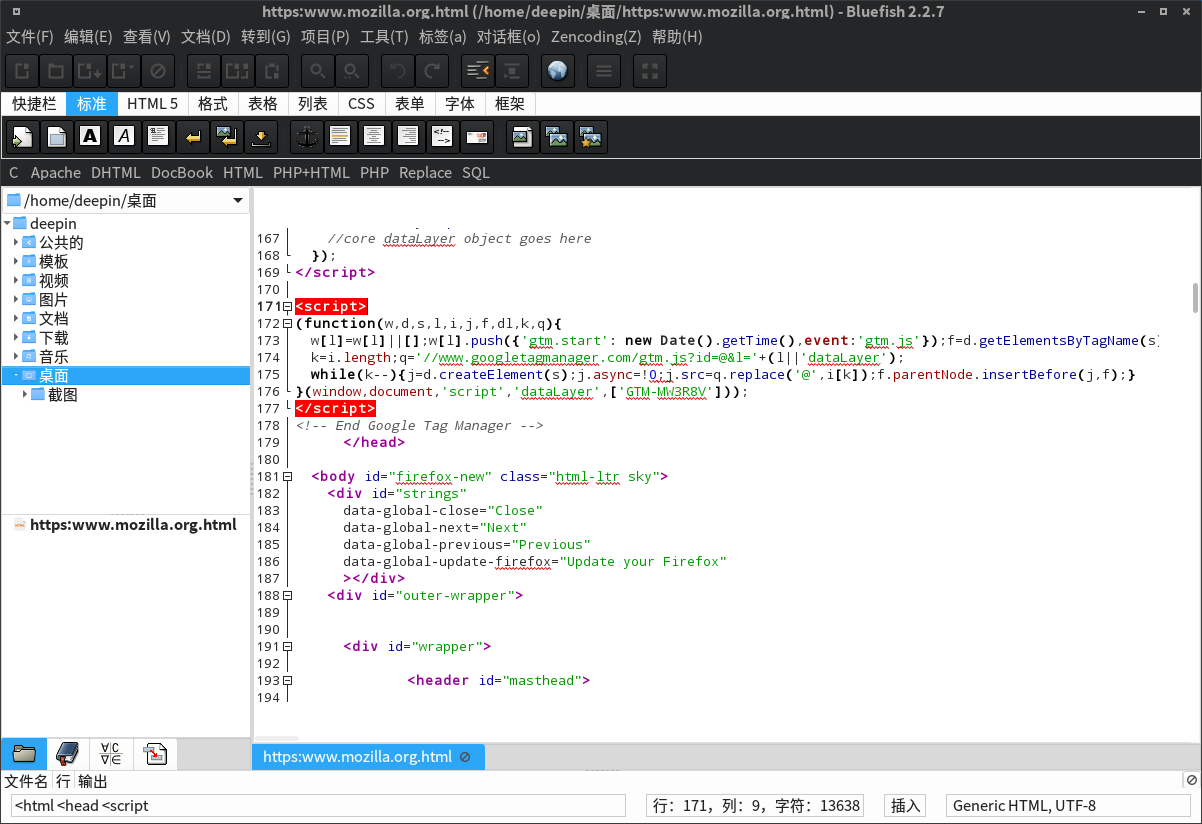 https:www.mozilla.org.html (/home/deepin/桌面/https:www.mozilla.org.html) - Bluefish 2.2.7
文件(F) 编辑(E) 查看(V) 文档(D) 转到(G) 项目(P) 工具(T) 标签(a) 对话框(o) Zencoding(Z) 帮助(H)
快捷栏 标准 HTML 5 格式 表格 列表 CSS 表单 字体 框架
C Apache DHTML DocBook HTML PHP+HTML PHP Replace SQL
/home/deepin/桌面
deepin
公共的
模板
视频
图片
文档
下载
音乐
桌面
截图
https:www.mozilla.org.html
167 //core dataLayer object goes here
168 });
169 </script>
170
171 <script>
172 (function(w,d,s,l,i,j,f,dl,k,q){
173 w[l]=w[l]||[];w[l].push({'gtm.start': new Date().getTime(),event:'gtm.js'});f=d.getElementsByTagName(s)
174 k=i.length;q='//www.googletagmanager.com/gtm.js?id=@&l='+(l||'dataLayer');
175 while(k--){j=d.createElement(s);j.async=!0;j.src=q.replace('@',i[k]);f.parentNode.insertBefore(j,f);}
176 }(window,document,'script','dataLayer',['GTM-MW3R8V']));
177 </script>
178 <!-- End Google Tag Manager -->
179 </head>
180
181 <body id="firefox-new" class="html-ltr sky">
182 <div id="strings"
183 data-global-close="Close"
184 data-global-next="Next"
185 data-global-previous="Previous"
186 data-global-update-firefox="Update your Firefox"
187 ></div>
188 <div id="outer-wrapper">
189
190
191 <div id="wrapper">
192
193 <header id="masthead">
194
https:www.mozilla.org.html
文件名 行 输出
<html <head <script
行: 171, 列: 9, 字符: 13638
插入
Generic HTML, UTF-8